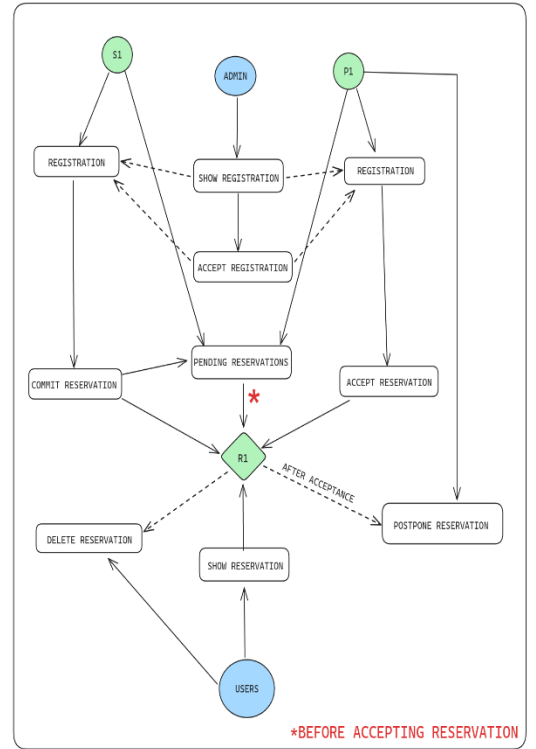 S1
ADMIN
P1
REGISTRATION
SHOW REGISTRATION
REGISTRATION
ACCEPT REGISTRATION
PENDING RESERVATIONS
COMMIT RESERVATION
ACCEPT RESERVATION
*
R1
AFTER ACCEPTANCE
DELETE RESERVATION
SHOW RESERVATION
POSTPONE RESERVATION
USERS
*BEFORE ACCEPTING RESERVATION